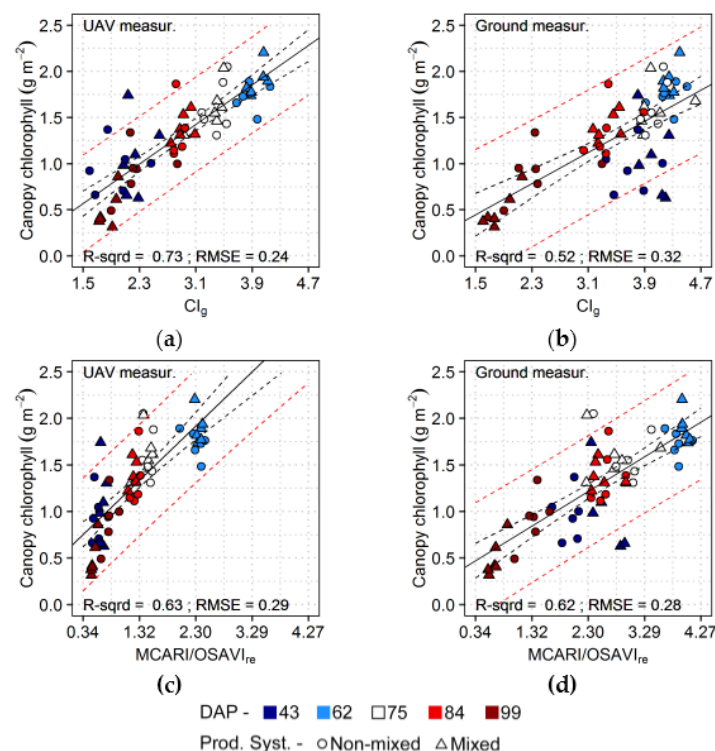 UAV measur.
Canopy chlorophyll (g m⁻²)
2.5
2.0
1.5
1.0
0.5
0.0
R-sqrd = 0.73 ; RMSE = 0.24
1.5 2.3 3.1 3.9 4.7
CIg
(a)
Ground measur.
Canopy chlorophyll (g m⁻²)
2.5
2.0
1.5
1.0
0.5
0.0
R-sqrd = 0.52 ; RMSE = 0.32
1.5 2.3 3.1 3.9 4.7
CIg
(b)
UAV measur.
Canopy chlorophyll (g m⁻²)
2.5
2.0
1.5
1.0
0.5
0.0
R-sqrd = 0.63 ; RMSE = 0.29
0.34 1.32 2.30 3.29 4.27
MCARI/OSAVIre
(c)
Ground measur.
Canopy chlorophyll (g m⁻²)
2.5
2.0
1.5
1.0
0.5
0.0
R-sqrd = 0.62 ; RMSE = 0.28
0.34 1.32 2.30 3.29 4.27
MCARI/OSAVIre
(d)
DAP - 43 62 75 84 99
Prod. Syst. - Non-mixed Mixed